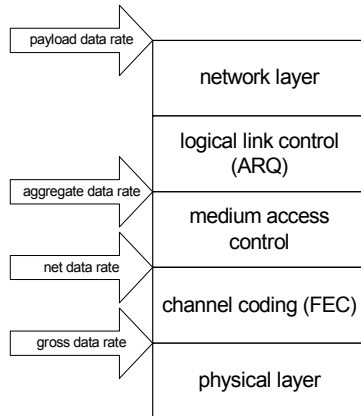 payload data rate
network layer
logical link control
(ARQ)
aggregate data rate
medium access
control
net data rate
channel coding (FEC)
gross data rate
physical layer